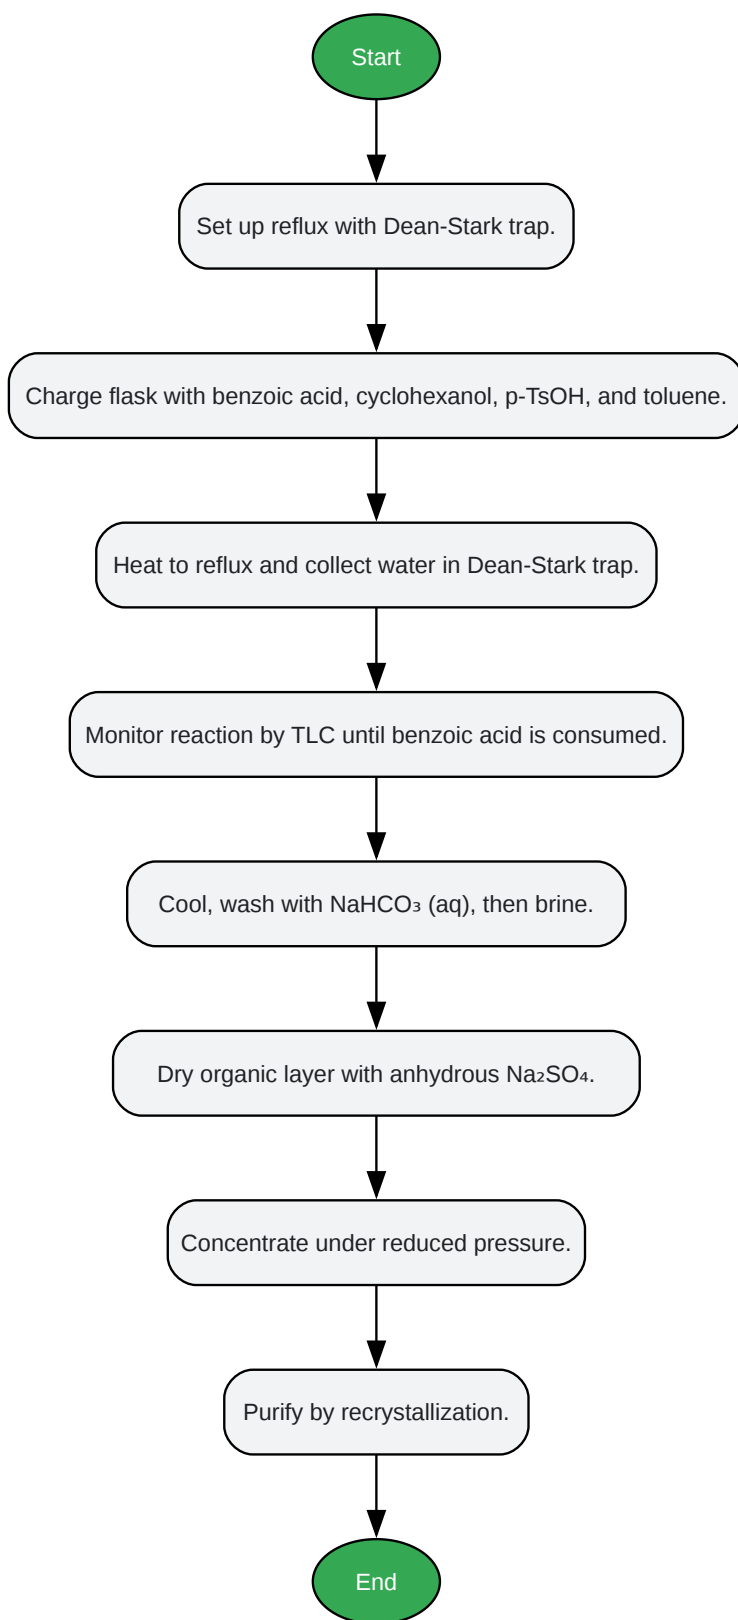 Start
Set up reflux with Dean-Stark trap.
Charge flask with benzoic acid, cyclohexanol, p-TsOH, and toluene.
Heat to reflux and collect water in Dean-Stark trap.
Monitor reaction by TLC until benzoic acid is consumed.
Cool, wash with NaHCO₃ (aq), then brine.
Dry organic layer with anhydrous Na₂SO₄.
Concentrate under reduced pressure.
Purify by recrystallization.
End